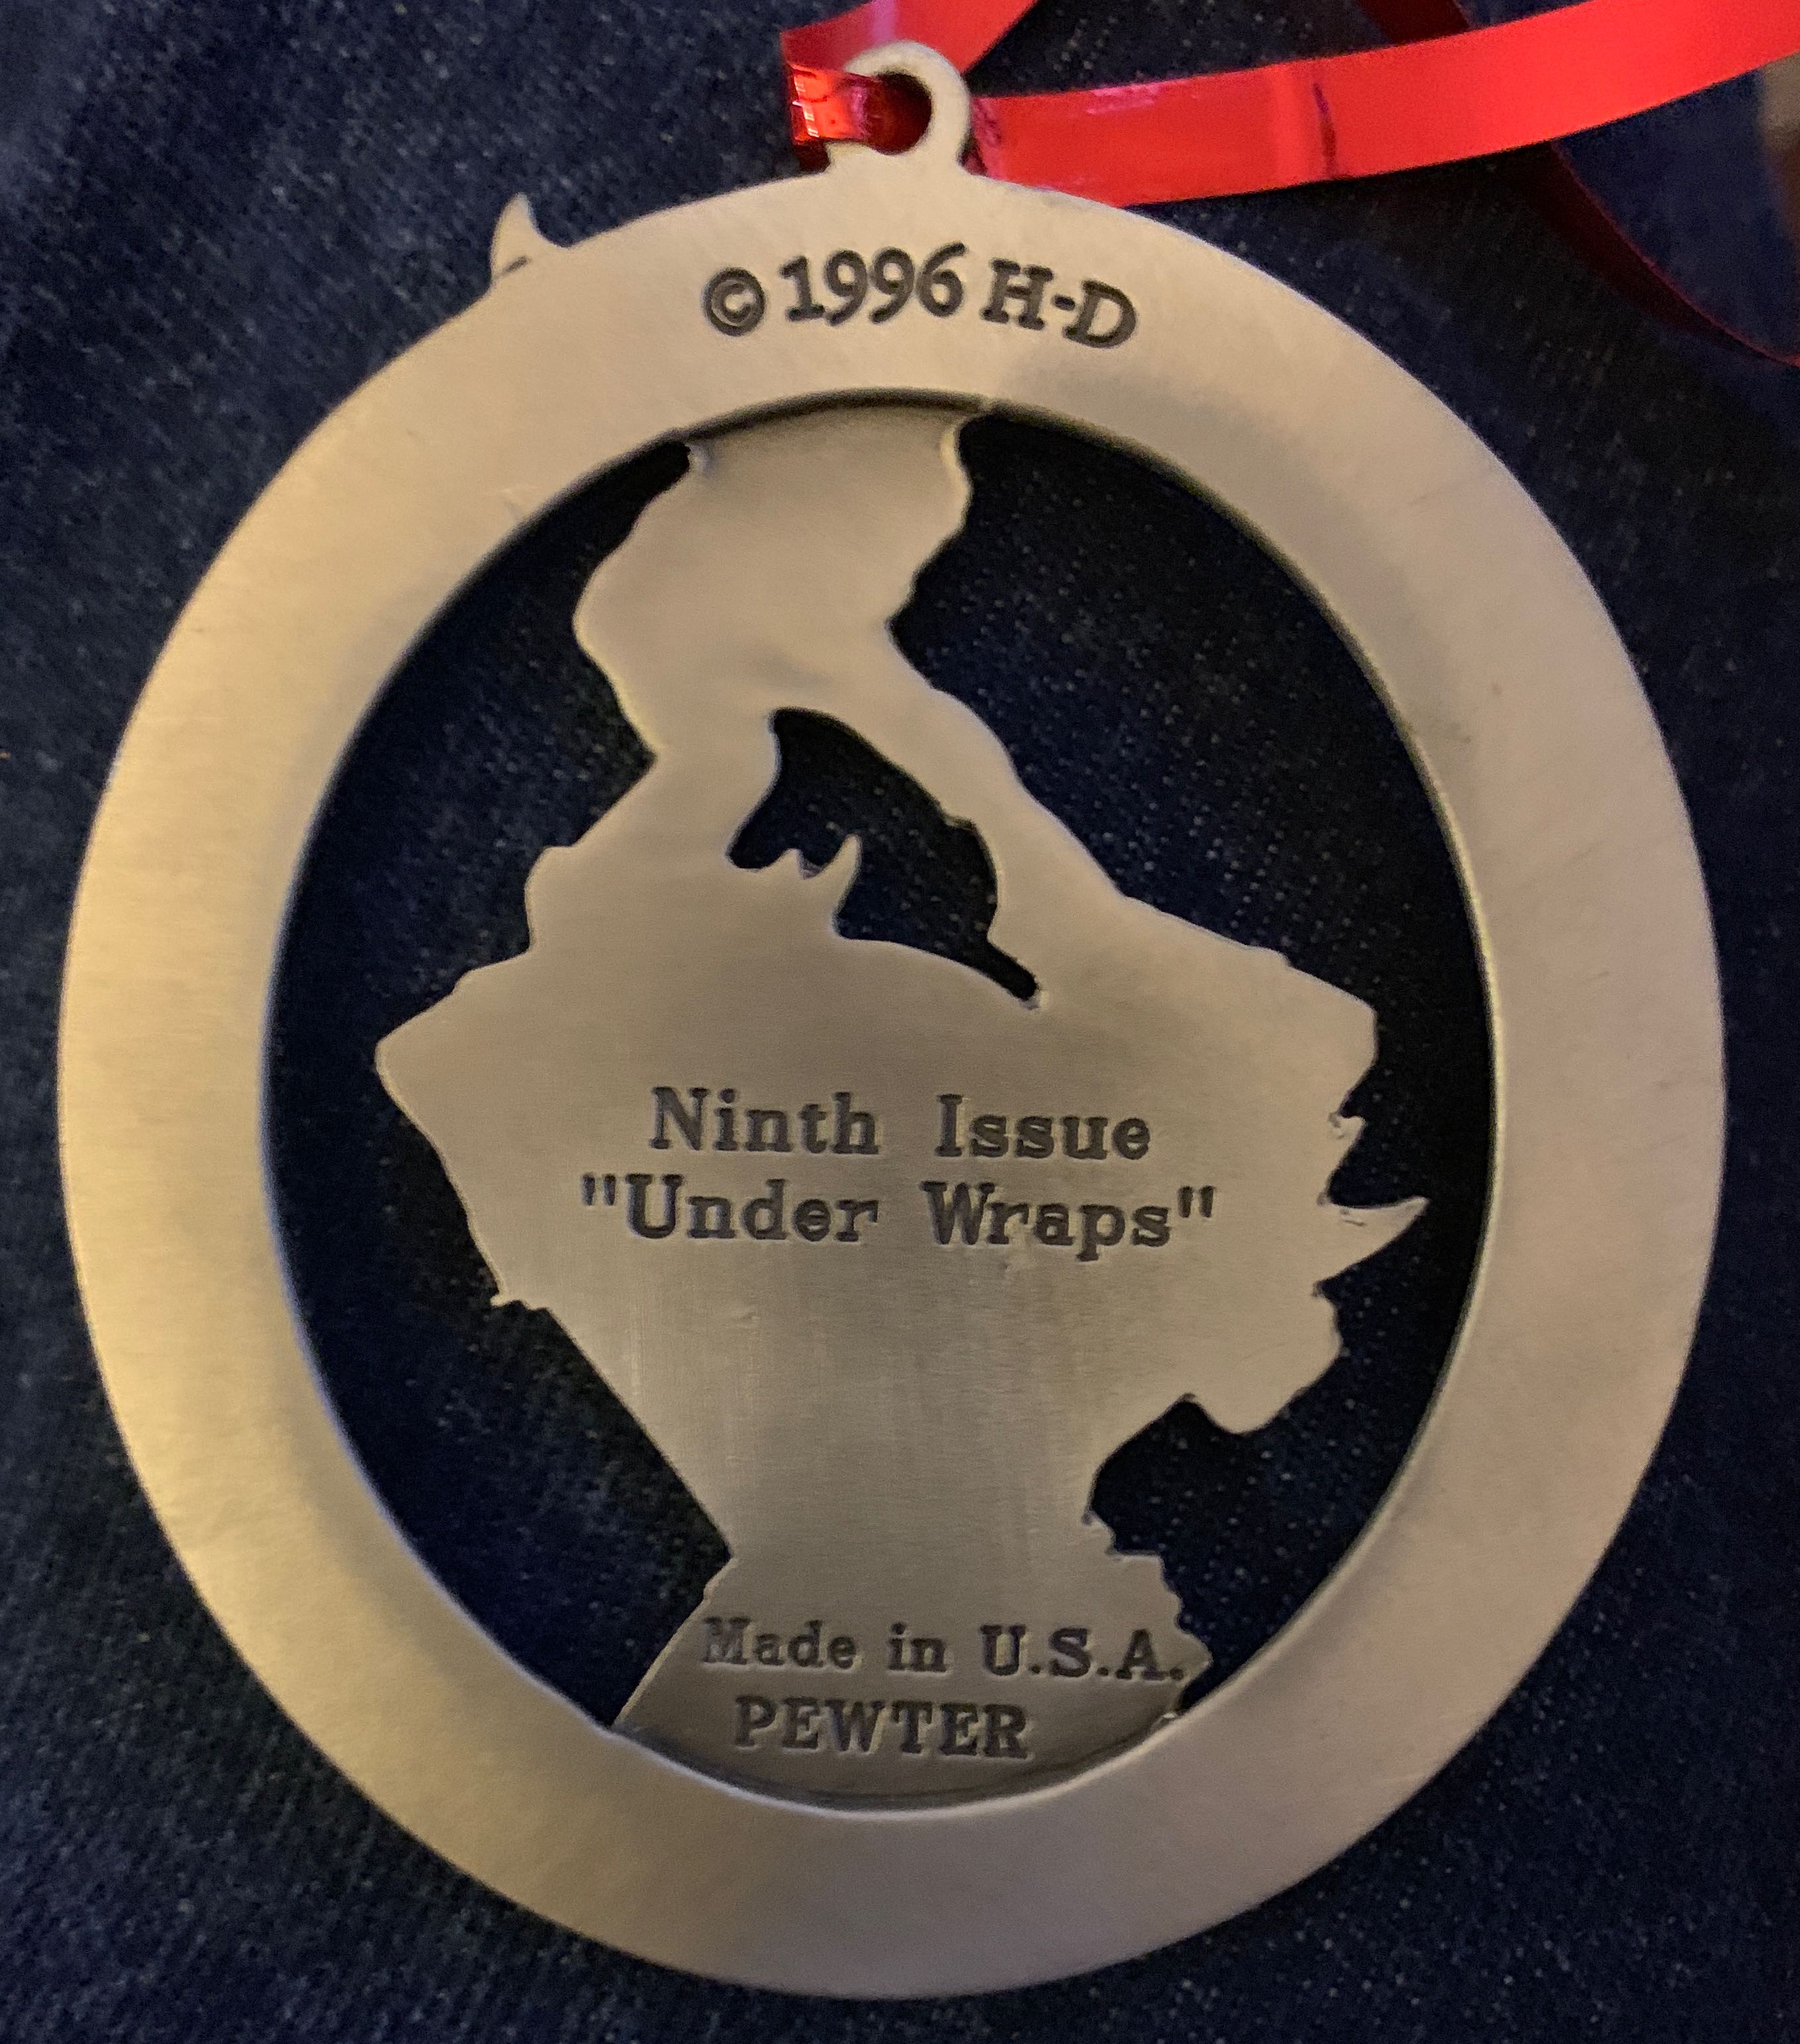 © 1996 H-D
Ninth Issue
"Under Wraps"
Made in U.S.A.
PEWTER